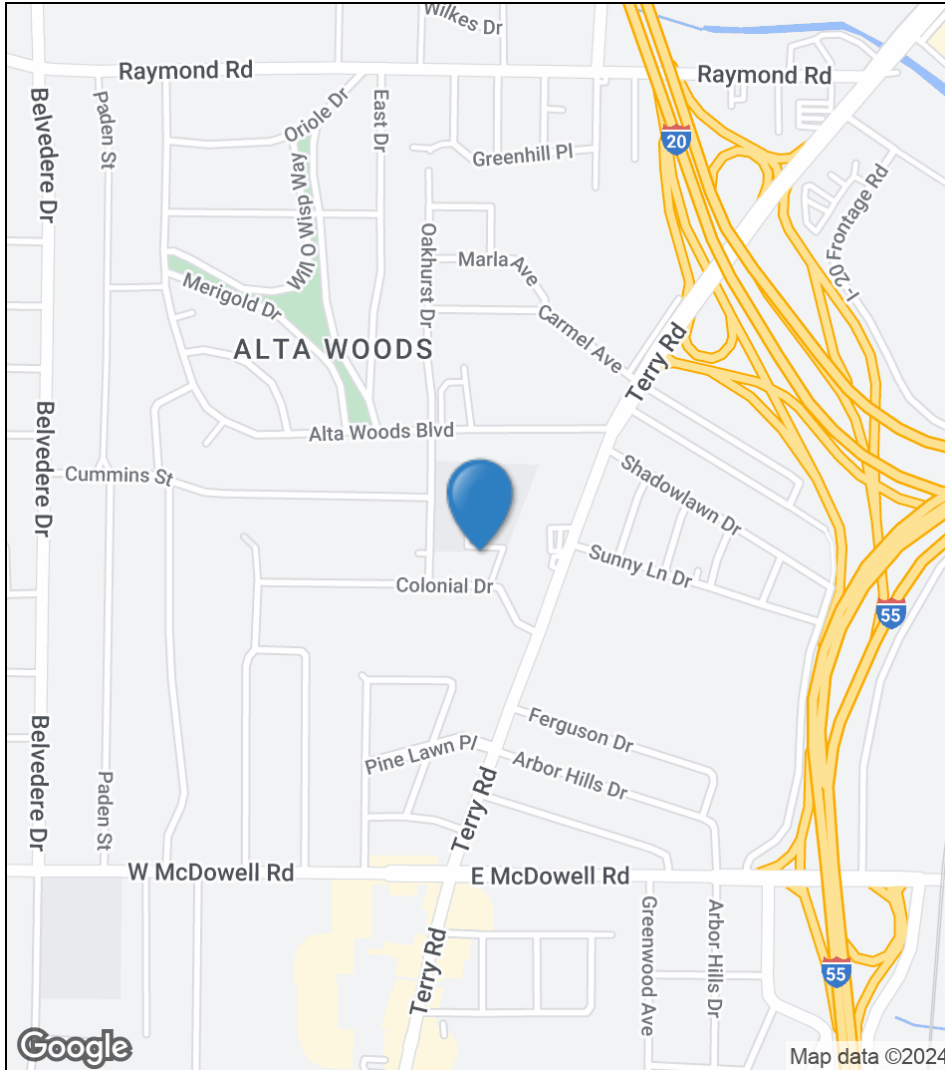 Wilkes Dr
Raymond Rd
Raymond Rd
Belvedere Dr
Paden St
Oriole Dr
East Dr
20
Greenhill Pl
Will O Wisp Way
I- 20 Frontage Rd
Oakhurst Dr
Marla Ave
Merigold Dr
Carmel Ave
ALTA WOODS
Terry Rd
Belvedere Dr
Alta Woods Blvd
Cummins St
Shadowlawn Dr
Sunny Ln Dr
Colonial Dr
55
Belvedere Dr
Ferguson Dr
Pine Lawn Pl
Arbor Hills Dr
Paden St
Terry Rd
W McDowell Rd
E McDowell Rd
Greenwood Ave
Arbor Hills Dr
Terry Rd
55
Google
Map data ©2024